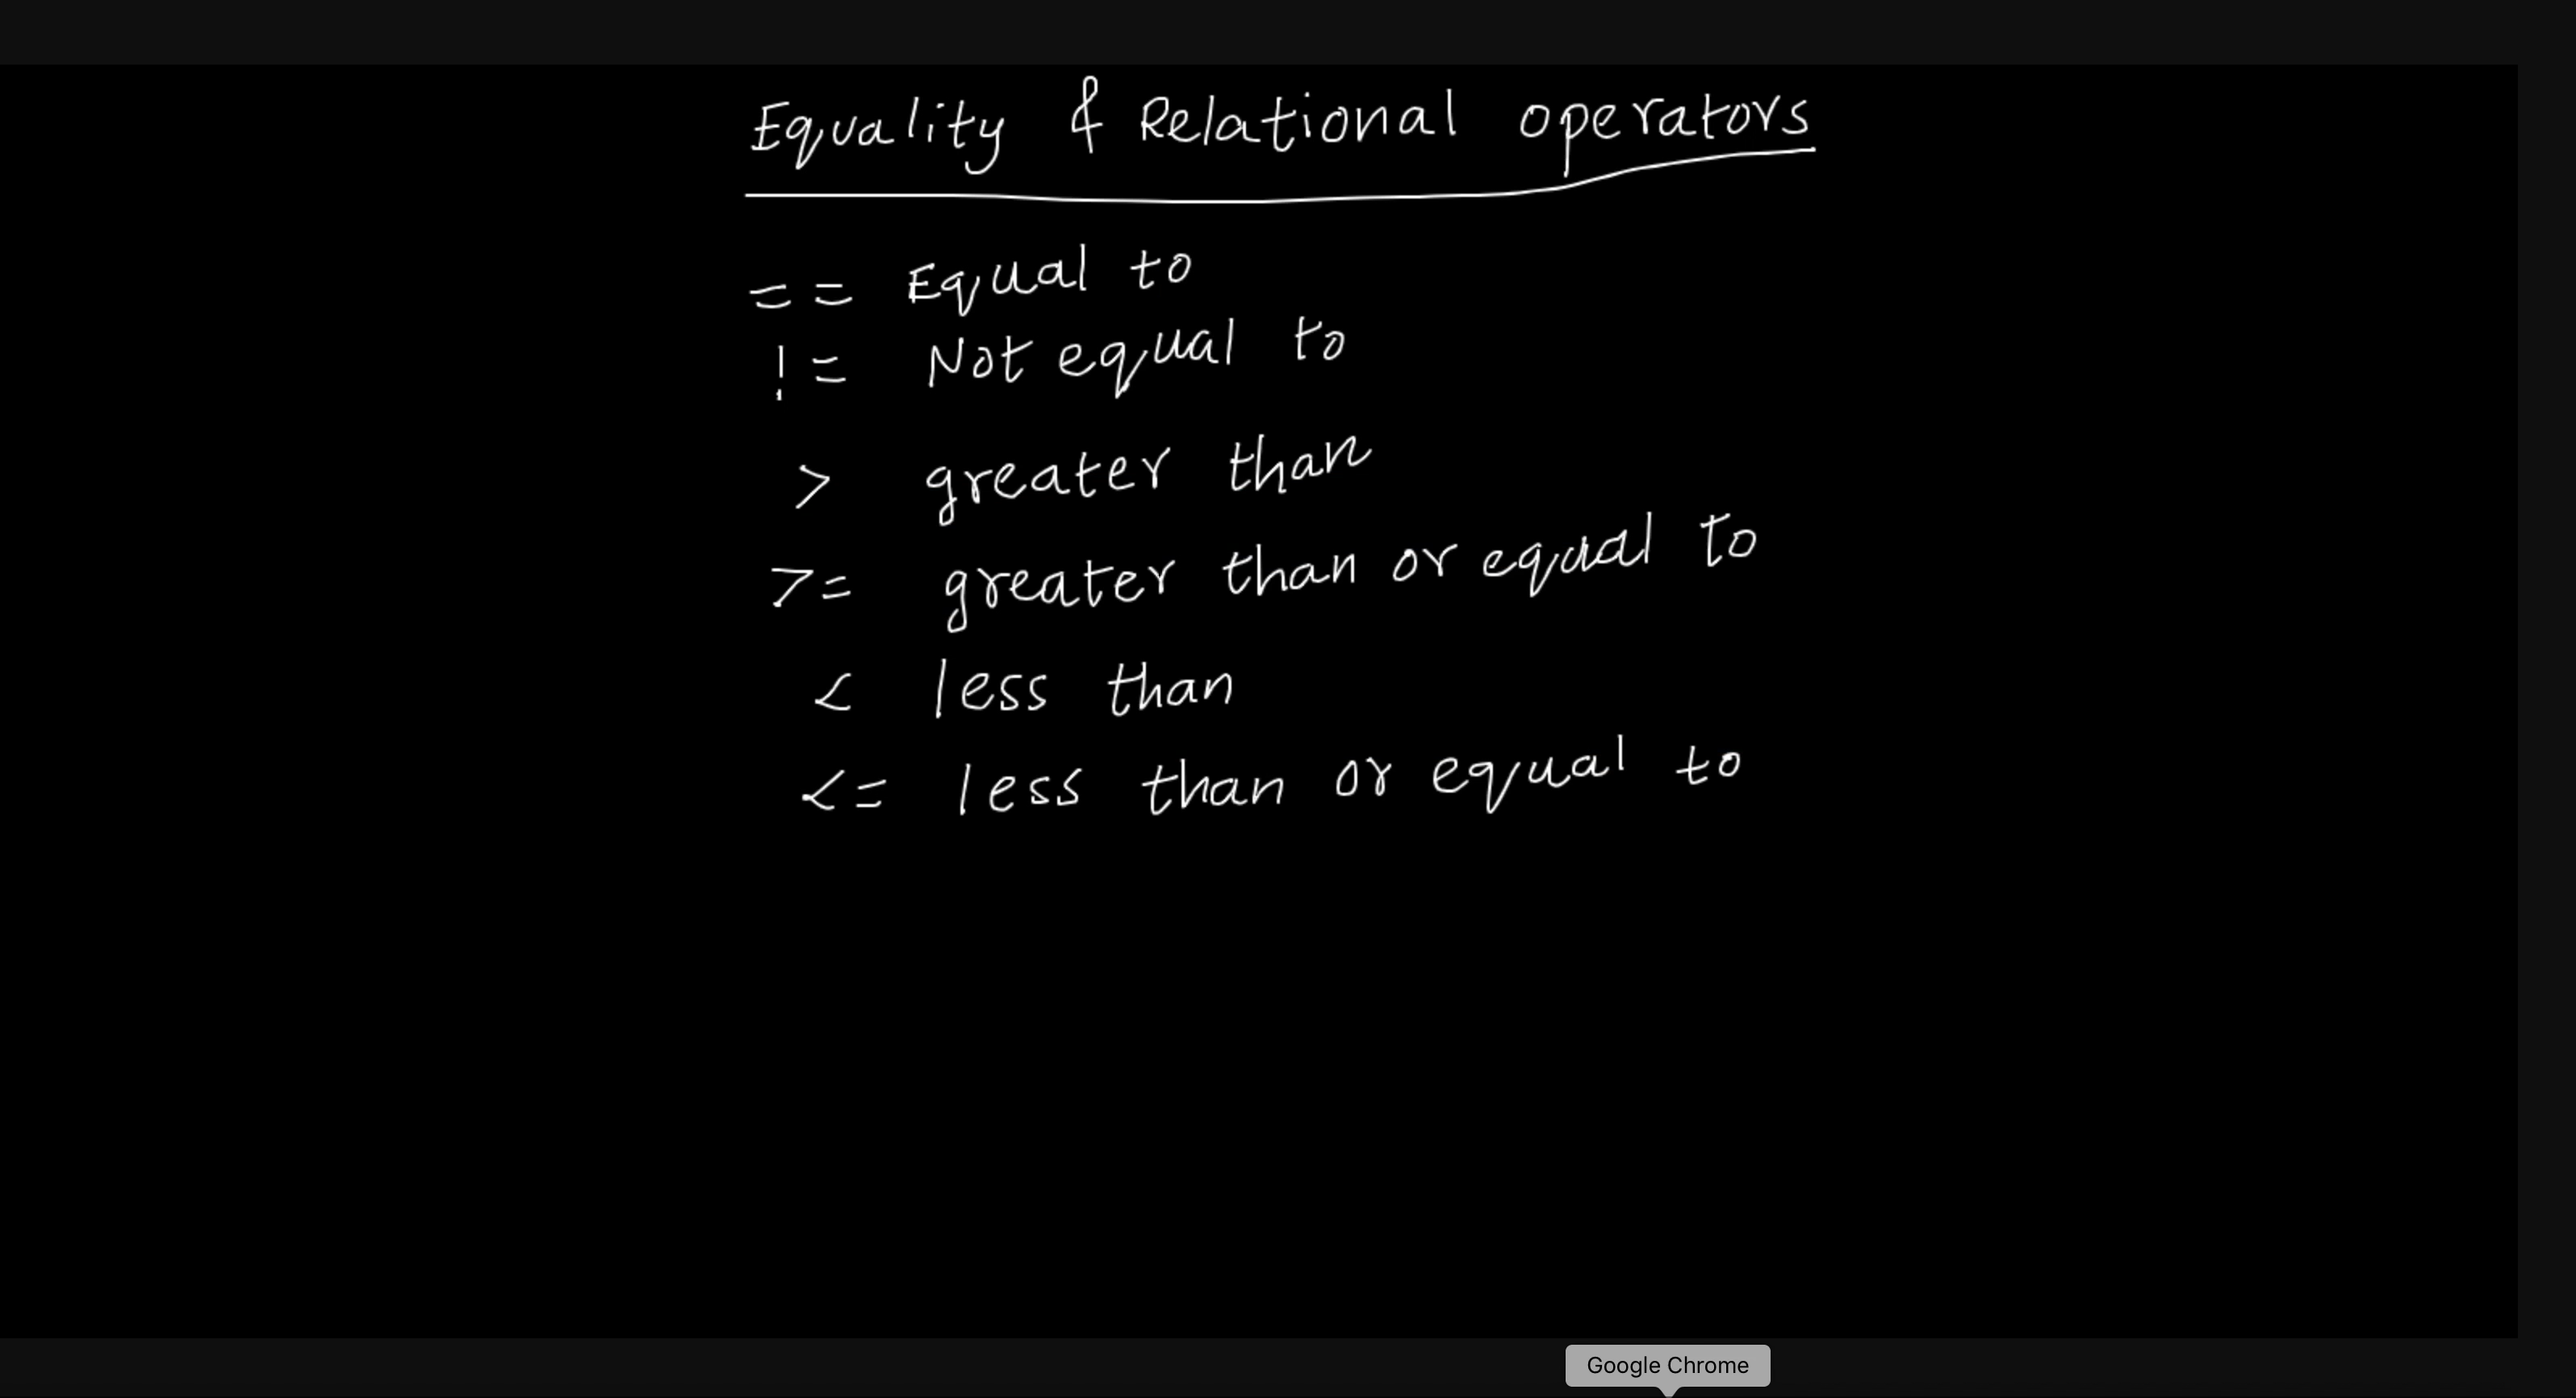 Equality & Relational operators
== Equal to
!= Not equal to
> greater than
>= greater than or equal to
< less than
<= less than or equal to
Google Chrome